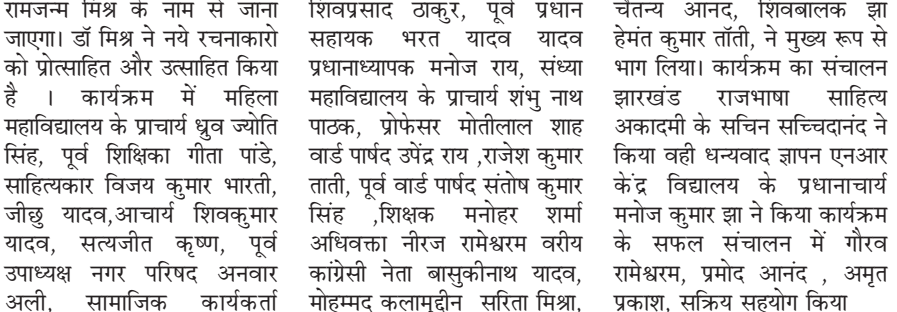 रामजन्म मिश्र के नाम से जाना
जाएगा। डॉ मिश्र ने नये रचनाकारो
को प्रोत्साहित और उत्साहित किया
है । कार्यक्रम में महिला
महाविद्यालय के प्राचार्य ध्रुव ज्योति
सिंह, पूर्व शिक्षिका गीता पांडे,
साहित्यकार विजय कुमार भारती,
जीछु यादव,आचार्य शिवकुमार
यादव, सत्यजीत कृष्ण, पूर्व
उपाध्यक्ष नगर परिषद अनवार
अली, सामाजिक कार्यकर्ता
शिवप्रसाद ठाकुर, पूर्व प्रधान
सहायक भरत यादव यादव
प्रधानाध्यापक मनोज राय, संध्या
महाविद्यालय के प्राचार्य शंभु नाथ
पाठक, प्रोफेसर मोतीलाल शाह
वार्ड पार्षद उपेंद्र राय ,राजेश कुमार
ताती, पूर्व वार्ड पार्षद संतोष कुमार
सिंह ,शिक्षक मनोहर शर्मा
अधिवक्ता नीरज रामेश्वरम वरीय
कांग्रेसी नेता बासुकीनाथ यादव,
मोहम्मद कलामुद्दीन सरिता मिश्रा,
चैतन्य आनंद, शिवबालक झा
हेमंत कुमार तॉती, ने मुख्य रूप से
भाग लिया। कार्यक्रम का संचालन
झारखंड राजभाषा साहित्य
अकादमी के सचिन सच्चिदानंद ने
किया वही धन्यवाद ज्ञापन एनआर
केंद्र विद्यालय के प्रधानाचार्य
मनोज कुमार झा ने किया कार्यक्रम
के सफल संचालन में गौरव
रामेश्वरम, प्रमोद आनंद , अमृत
प्रकाश, सक्रिय सहयोग किया